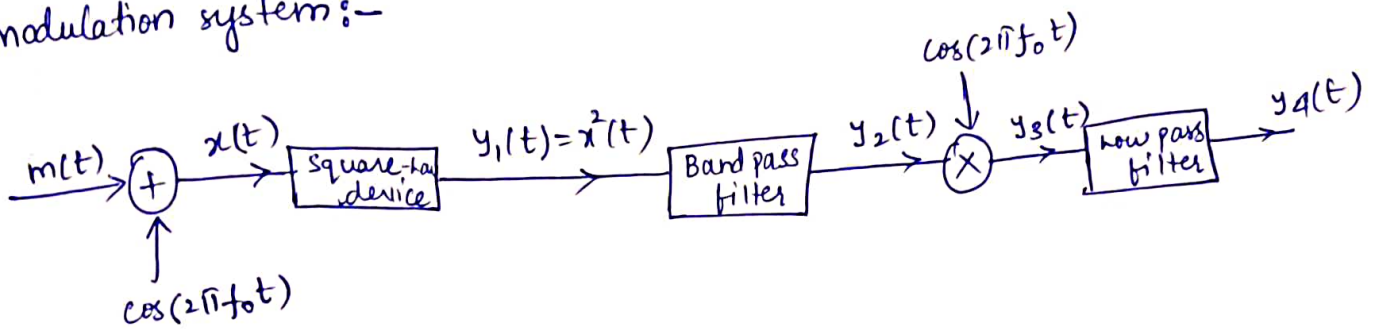 modulation system:-
cos(2πf₀t)
m(t) + x(t) square-law device y₁(t)=x²(t) Band pass filter y₂(t) × y₃(t) Low pass filter y4(t)
cos(2πf₀t)